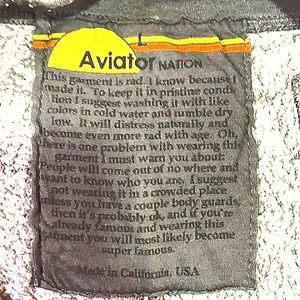 L
Aviator NATION
This garment is rad. I know because I
made it. To keep it in pristine condi-
tion I suggest washing it with like
colors in cold water and tumble dry
low. It will distress naturally and
become even more rad with age. Oh,
there is one problem with wearing this
garment I must warn you about:
People will come out of no where and
want to know who you are. I suggest
not wearing it in a crowded place
unless you have a couple body guards,
then it's probably ok, and if you're
already famous and wearing this
garment you will most likely become
super famous.
Made in California, USA